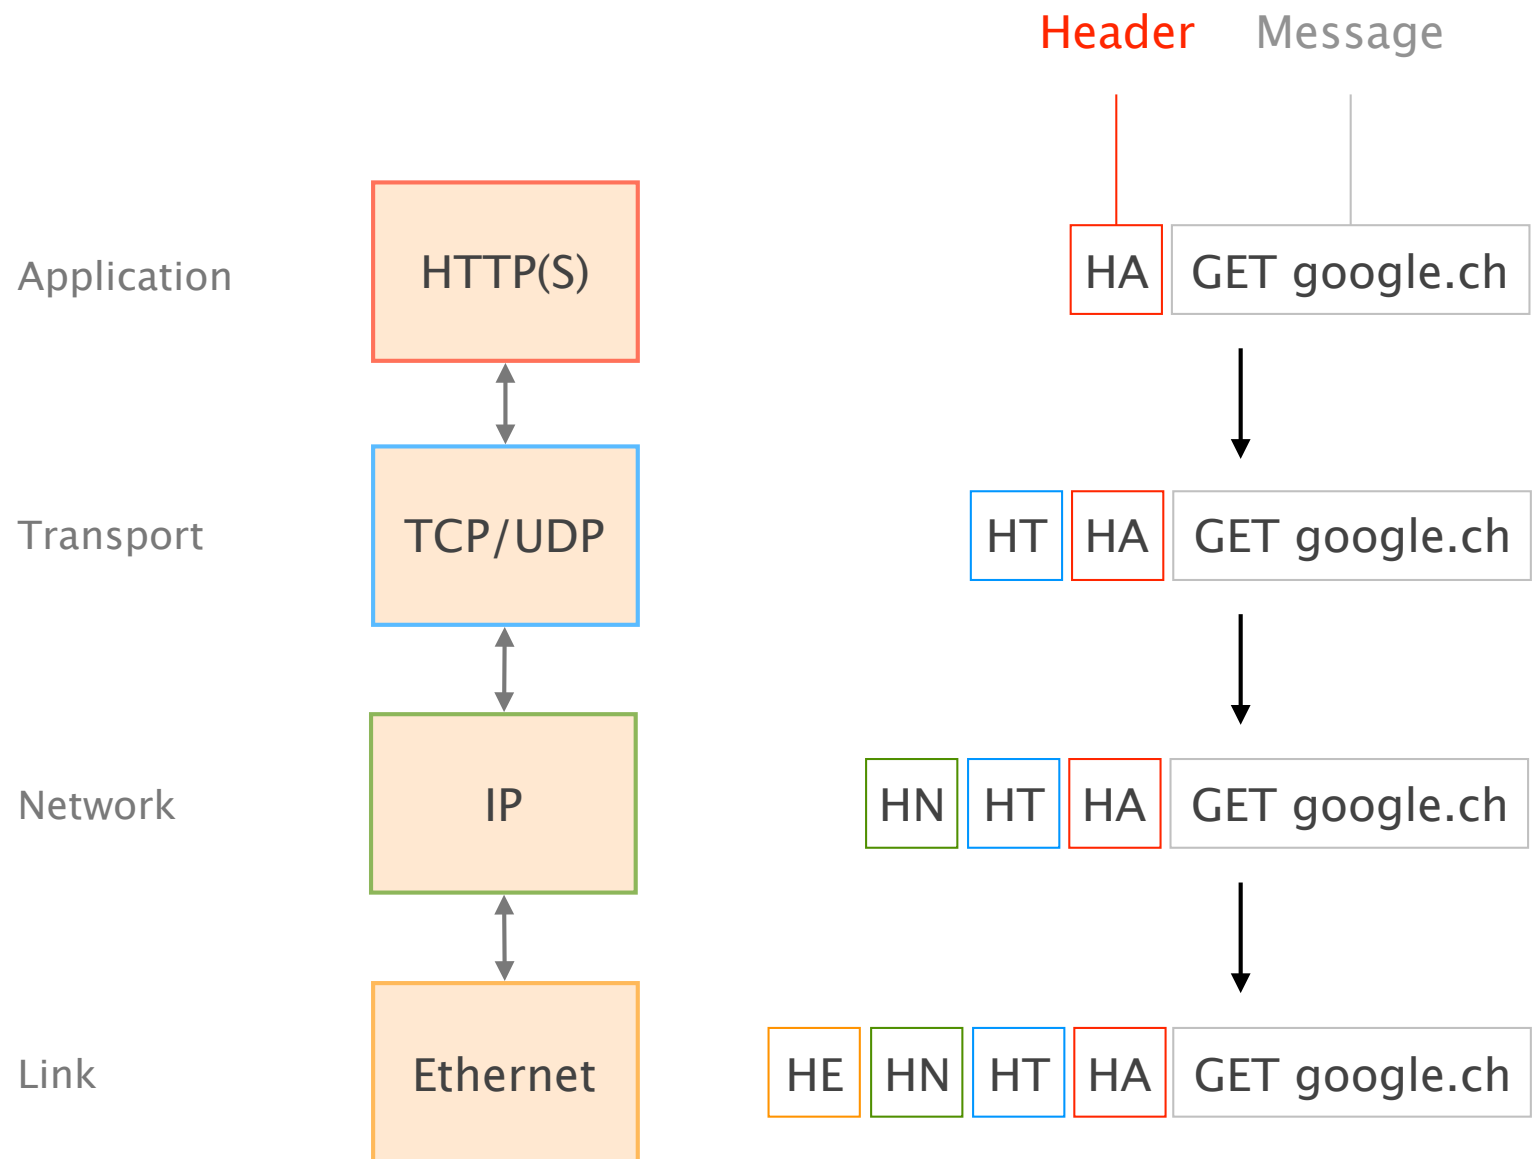 Header Message
Application HTTP(S) HA GET google.ch
Transport TCP/UDP HT HA GET google.ch
Network IP HN HT HA GET google.ch
Link Ethernet HE HN HT HA GET google.ch